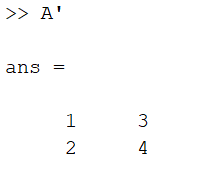 >> A'
ans =
1 3
2 4